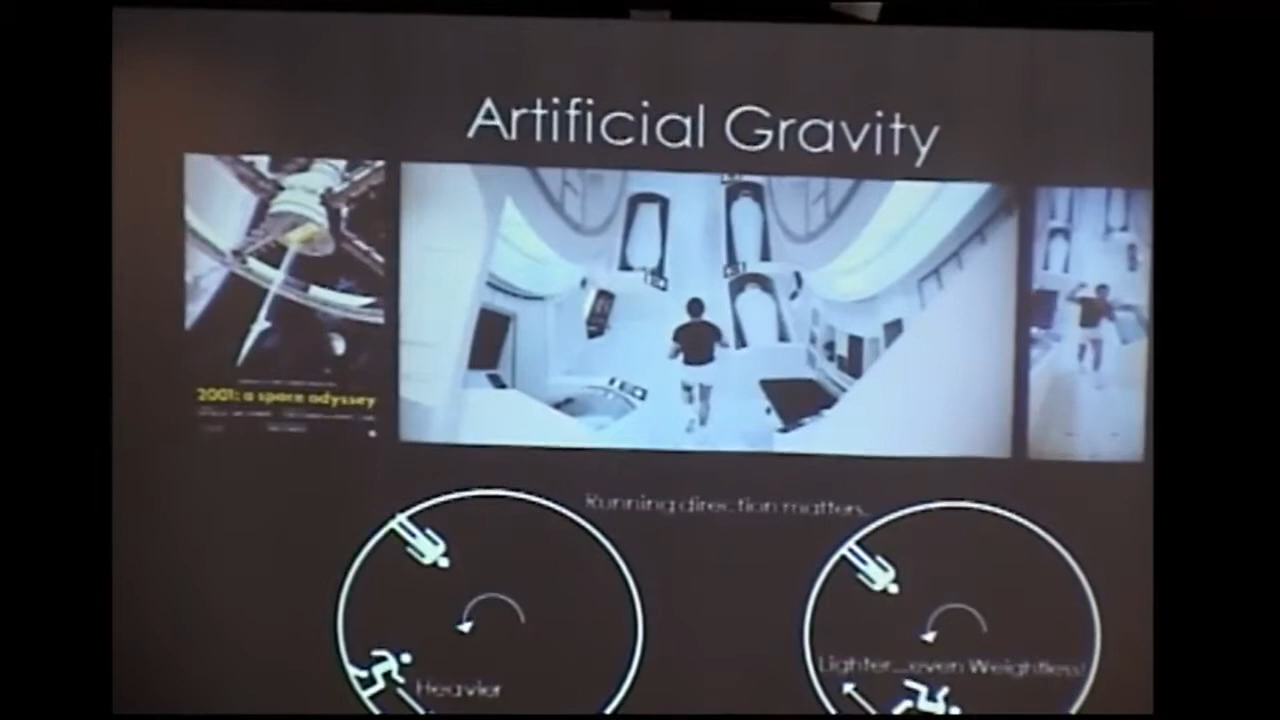 Artificial Gravity
2001: a space odyssey
Running direction matters...
Heavier
Lighter...even Weightless!